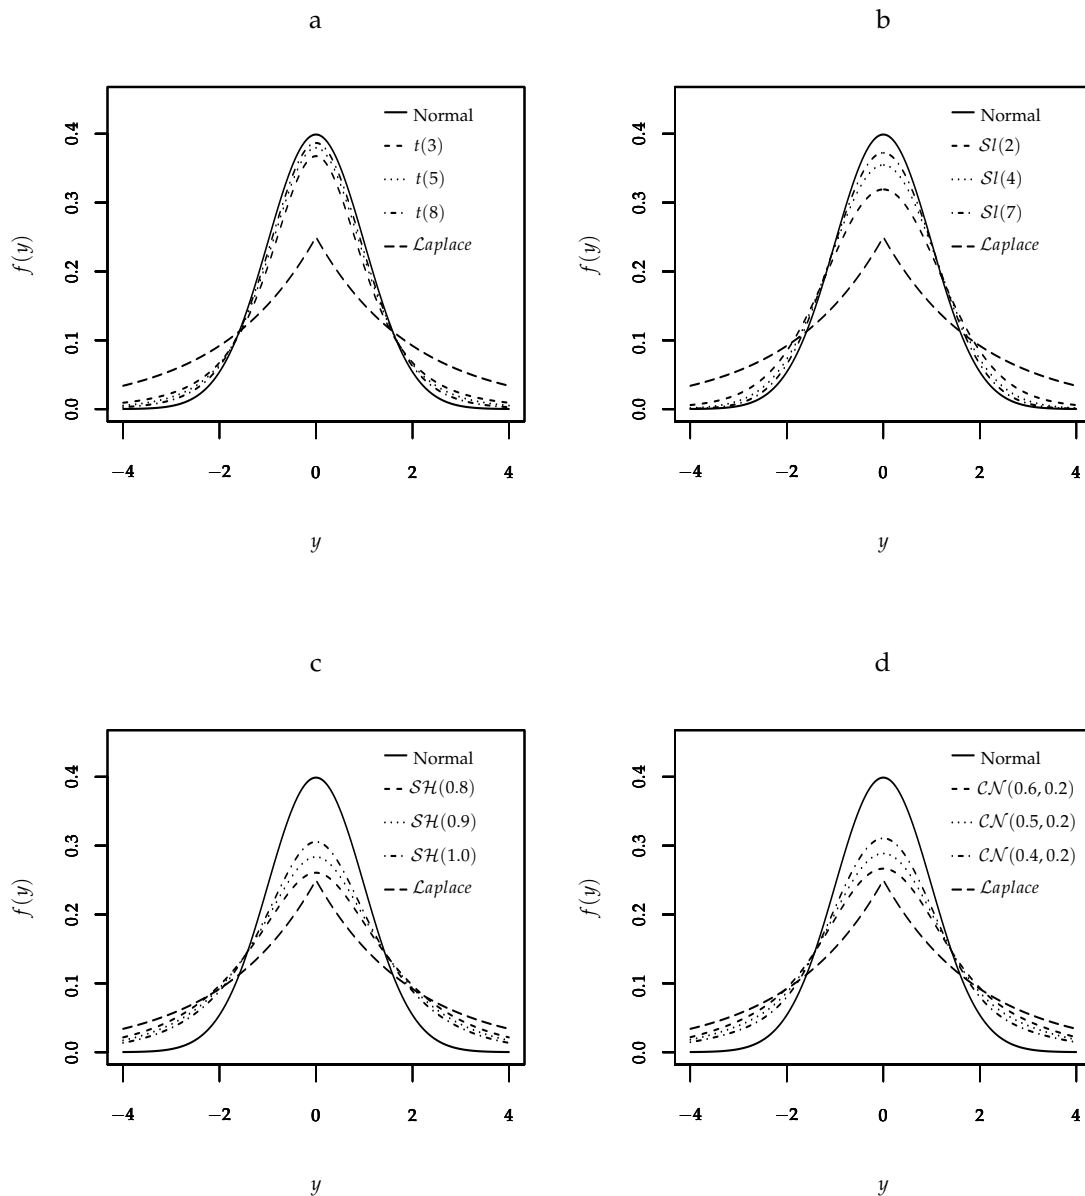 a
Normal
t(3)
t(5)
t(8)
Laplace
f(y)
0.0 0.1 0.2 0.3 0.4
−4 −2 0 2 4
y
b
Normal
Sl(2)
Sl(4)
Sl(7)
Laplace
f(y)
0.0 0.1 0.2 0.3 0.4
−4 −2 0 2 4
y
c
Normal
SH(0.8)
SH(0.9)
SH(1.0)
Laplace
f(y)
0.0 0.1 0.2 0.3 0.4
−4 −2 0 2 4
y
d
Normal
CN(0.6, 0.2)
CN(0.5, 0.2)
CN(0.4, 0.2)
Laplace
f(y)
0.0 0.1 0.2 0.3 0.4
−4 −2 0 2 4
y